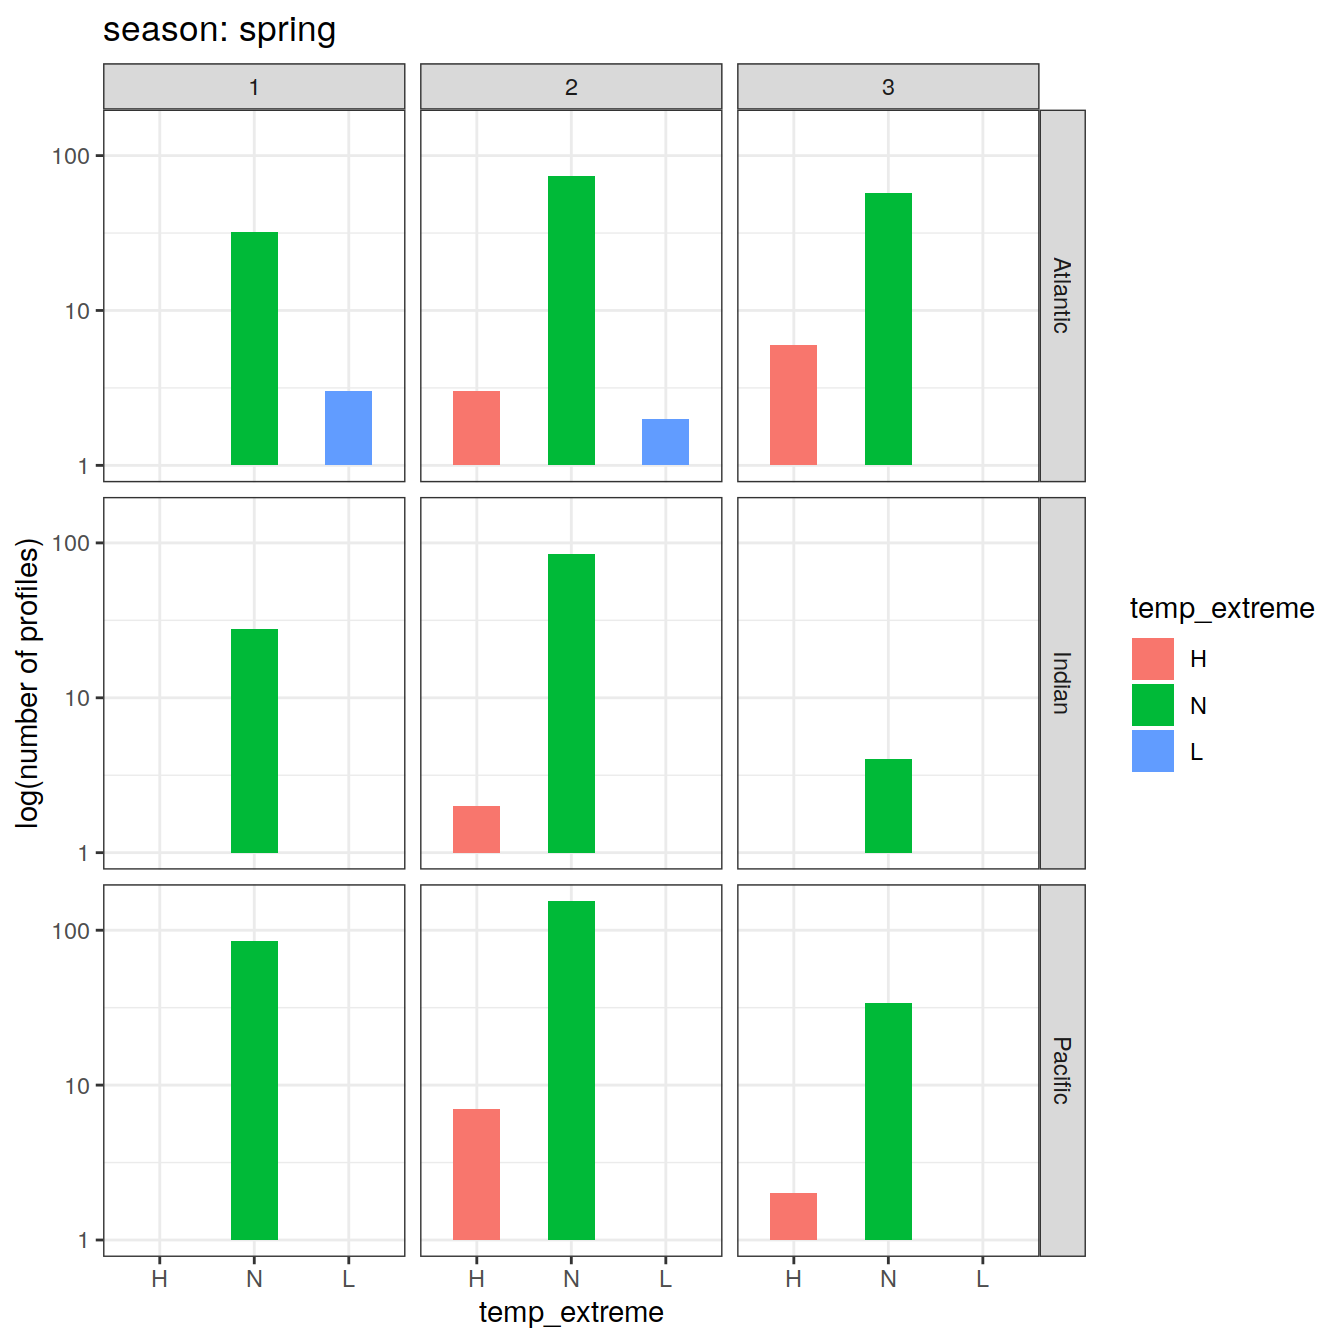 season: spring
1
2
3
100
10
1
Atlantic
100
10
1
Indian
100
10
1
Pacific
H
N
L
H
N
L
H
N
L
temp_extreme
log(number of profiles)
temp_extreme
H
N
L